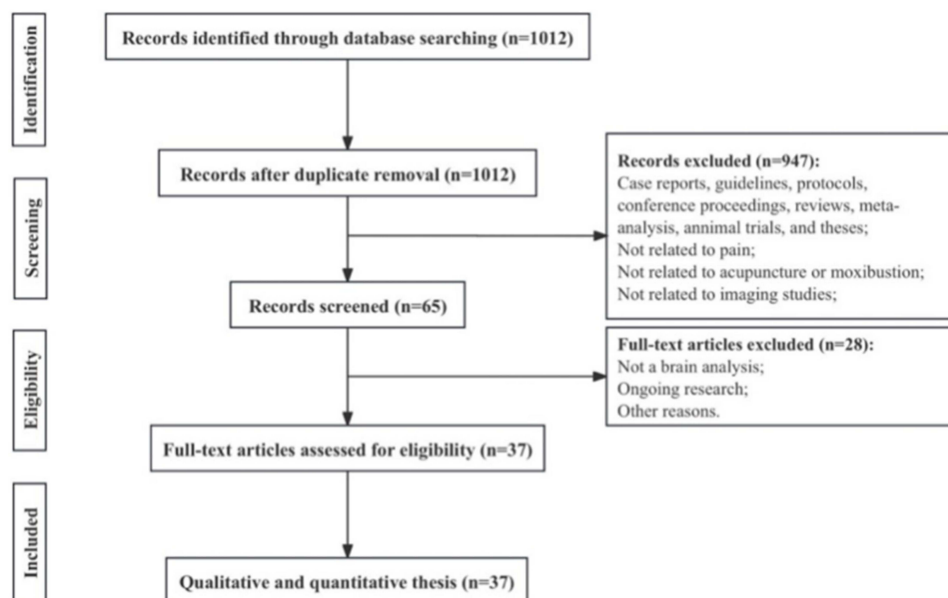 Identification
Records identified through database searching (n=1012)
Records after duplicate removal (n=1012)
Screening
Records excluded (n=947):
Case reports, guidelines, protocols,
conference proceedings, reviews, meta-
analysis, annimal trials, and theses;
Not related to pain;
Not related to acupuncture or moxibustion;
Not related to imaging studies;
Records screened (n=65)
Eligibility
Full-text articles excluded (n=28):
Not a brain analysis;
Ongoing research;
Other reasons.
Full-text articles assessed for eligibility (n=37)
Included
Qualitative and quantitative thesis (n=37)